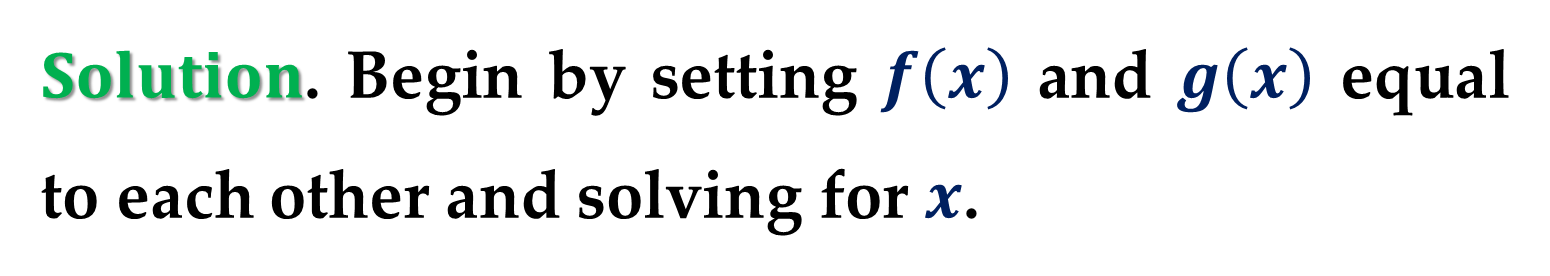 Solution. Begin by setting f(x) and g(x) equal
to each other and solving for x.